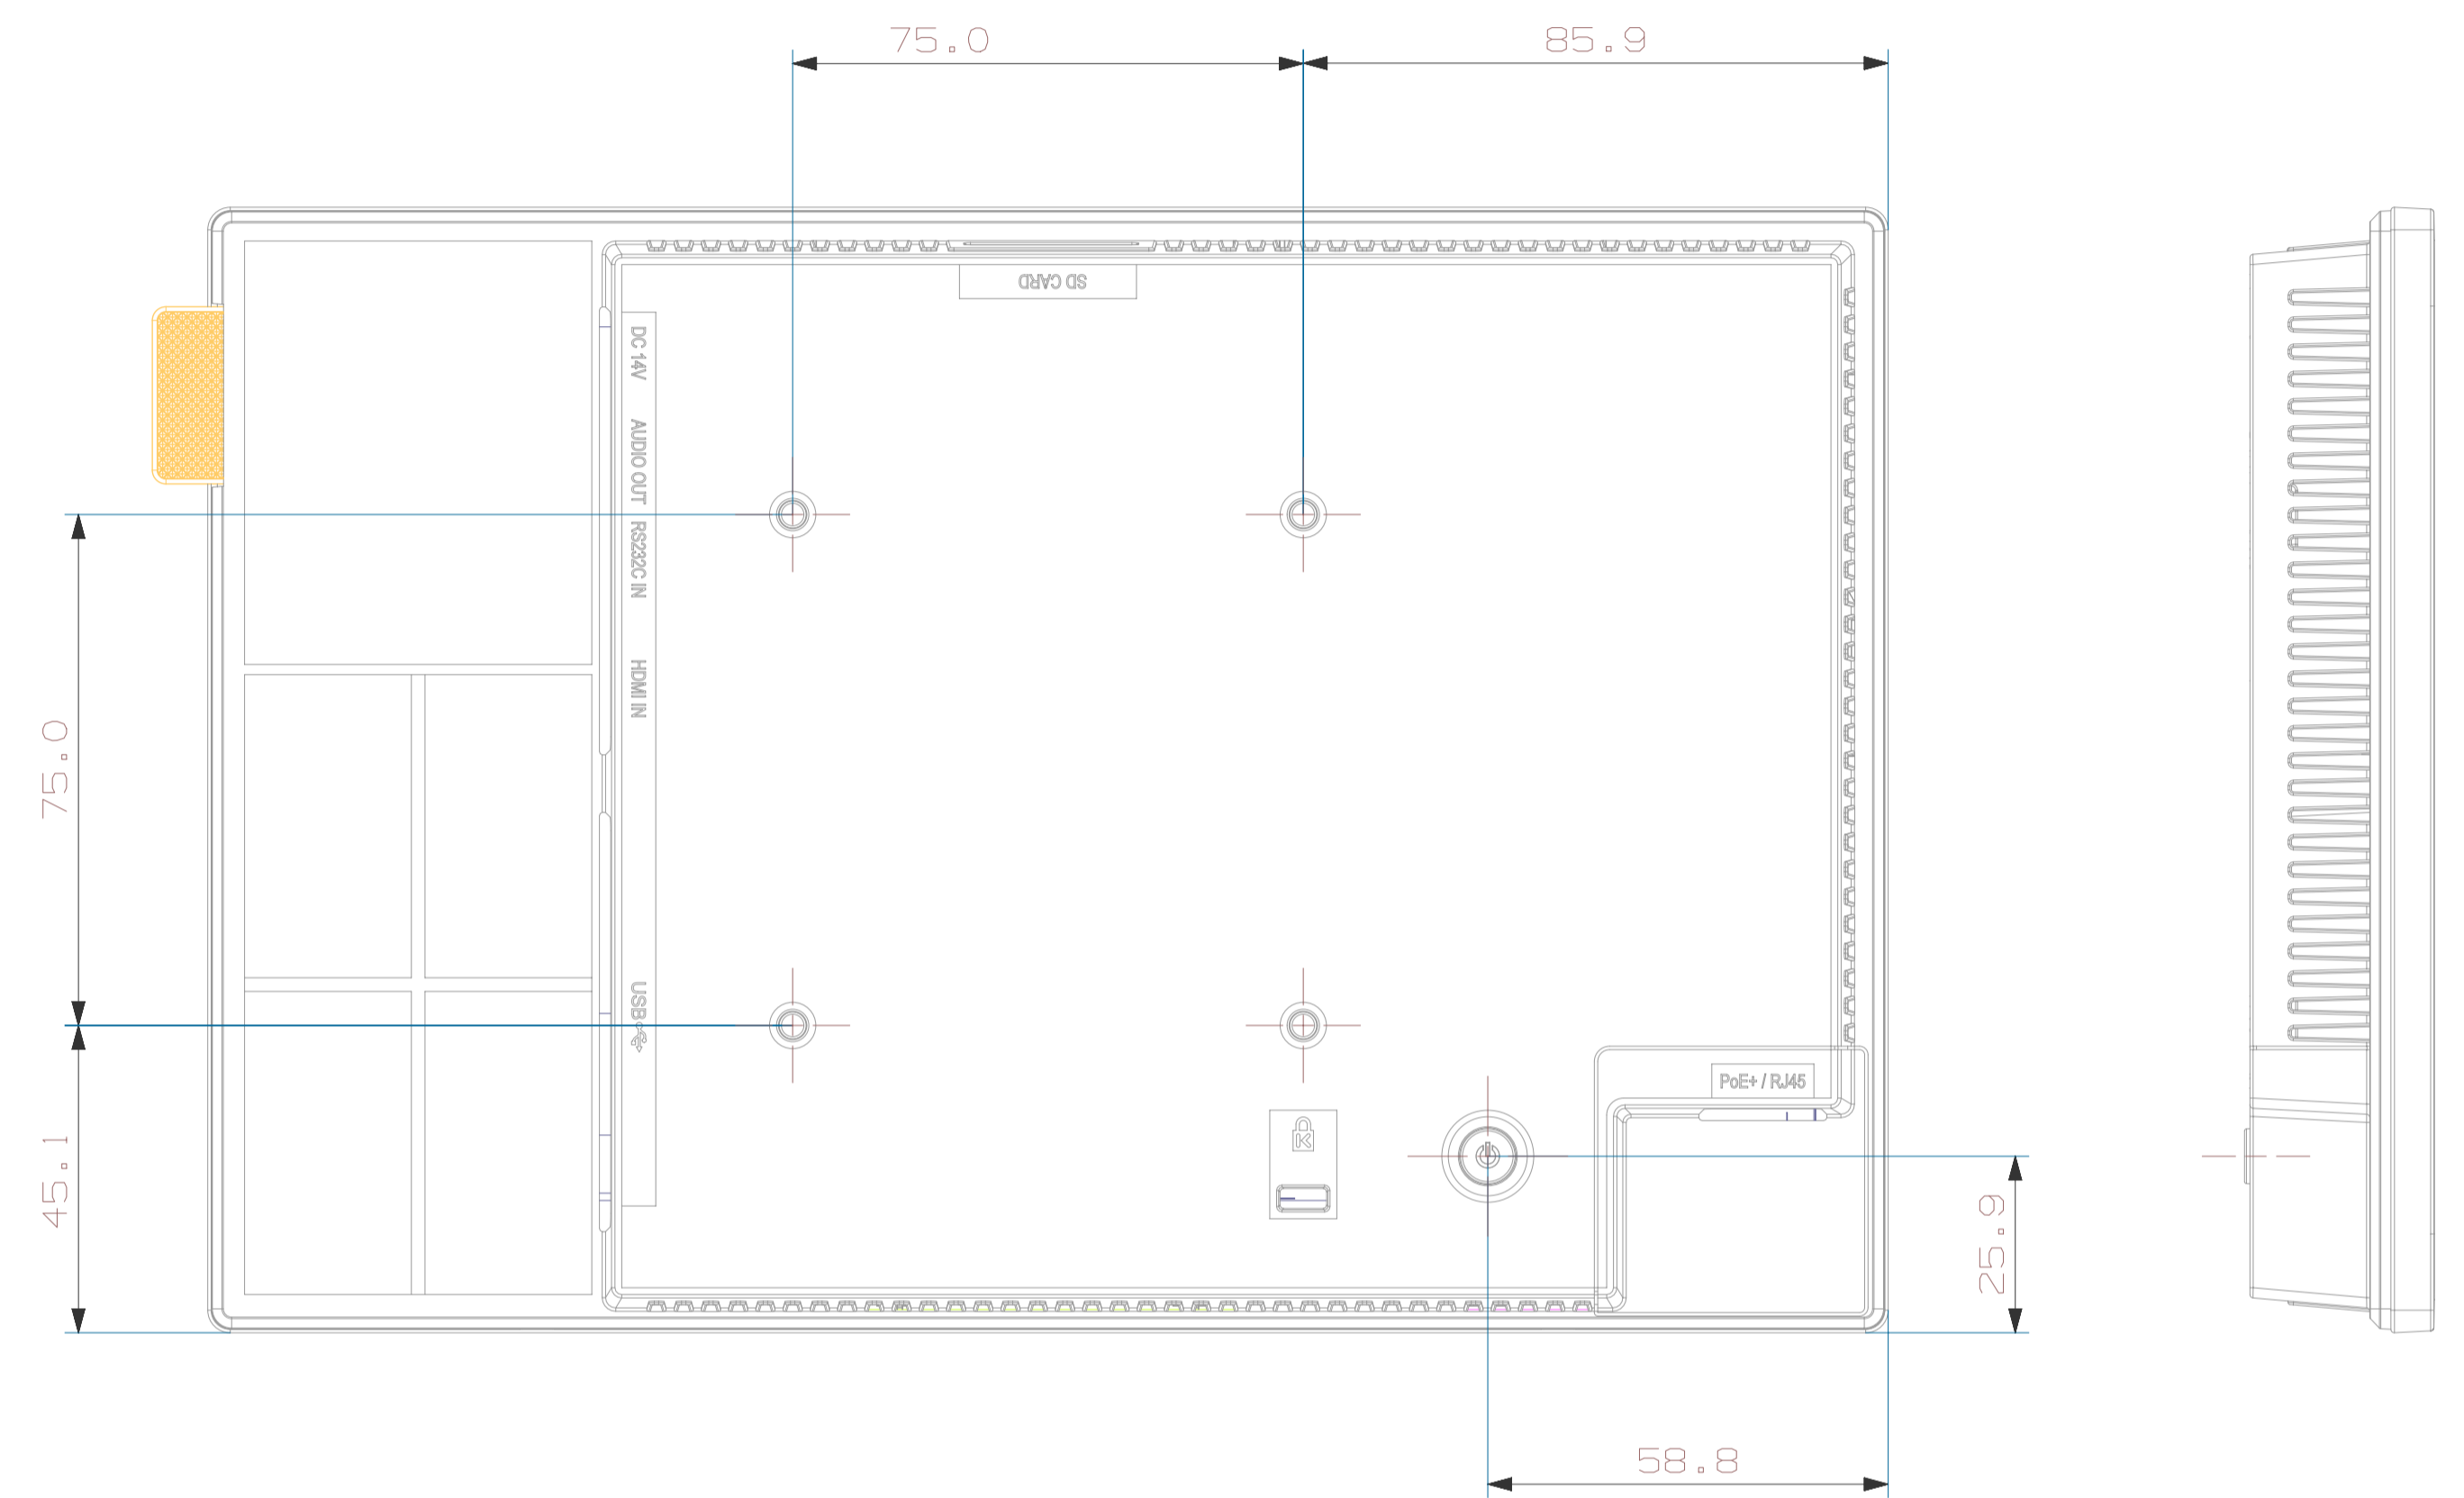 75.0
85.9
SD CARD
DC 14V
AUDIO OUT
RS232C IN
HDMI IN
75.0
USB
PoE+ / RJ45
K
45.1
25.9
58.8